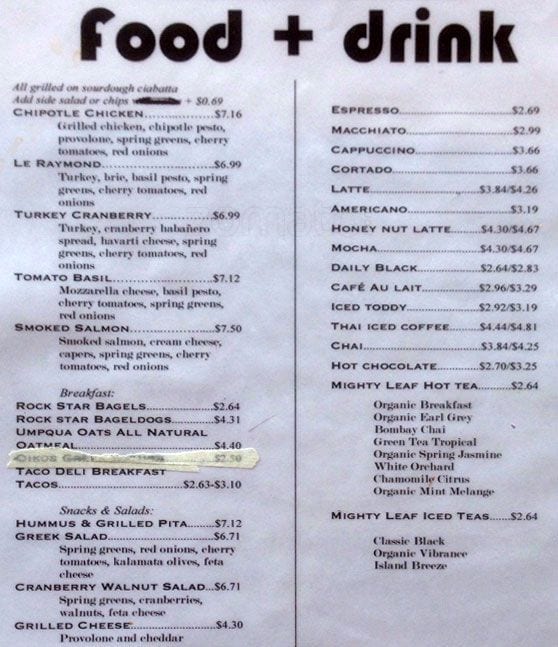 food + drink
All grilled on sourdough ciabatta
Add side salad or chips + $0.69
Chipotle Chicken..................$7.16
Grilled chicken, chipotle pesto,
provolone, spring greens, cherry
tomatoes, red onions
Le Raymond............................$6.99
Turkey, brie, basil pesto, spring
greens, cherry tomatoes, red
onions
Turkey Cranberry................$6.99
Turkey, cranberry habañero
spread, havarti cheese, spring
greens, cherry tomatoes, red
onions
Tomato Basil..........................$7.12
Mozzarella cheese, basil pesto,
cherry tomatoes, spring greens,
red onions
Smoked Salmon.....................$7.50
Smoked salmon, cream cheese,
capers, spring greens, cherry
tomatoes, red onions
Breakfast:
Rock Star Bagels.................$2.64
Rock star Bageldogs...........$4.31
Umpqua Oats All Natural
Oatmeal..................................$4.40
$2.50
Taco Deli Breakfast
Tacos..............................$2.63-$3.10
Snacks & Salads:
Hummus & Grilled Pita.......$7.12
Greek Salad...........................$6.71
Spring greens, red onions, cherry
tomatoes, kalamata olives, feta
cheese
Cranberry Walnut Salad...$6.71
Spring greens, cranberries,
walnuts, feta cheese
Grilled Cheese......................$4.30
Provolone and cheddar
Espresso.............................$2.69
Macchiato...........................$2.99
Cappuccino.........................$3.66
Cortado..............................$3.66
Latte..........................$3.84/$4.26
Americano...........................$3.19
Honey nut latte.......$4.30/$4.67
Mocha........................$4.30/$4.67
Daily Black................$2.64/$2.83
Café Au lait..............$2.96/$3.29
Iced toddy.................$2.92/$3.19
Thai iced coffee.......$4.44/$4.81
Chai............................$3.84/$4.25
Hot chocolate.........$2.70/$3.25
Mighty Leaf Hot tea...........$2.64
Organic Breakfast
Organic Earl Grey
Bombay Chai
Green Tea Tropical
Organic Spring Jasmine
White Orchard
Chamomile Citrus
Organic Mint Melange
Mighty Leaf Iced Teas......$2.64
Classic Black
Organic Vibrance
Island Breeze